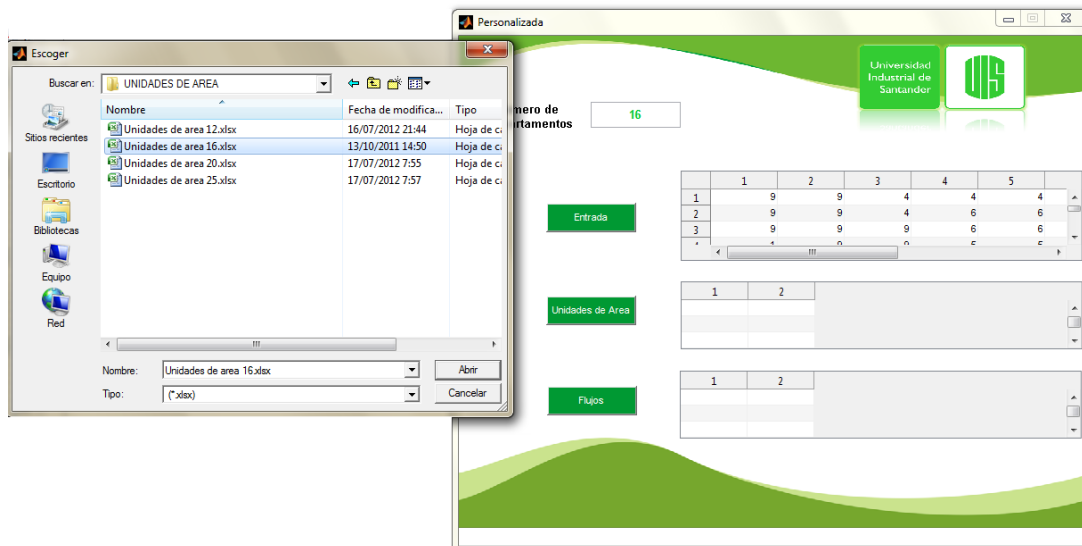 Personalizada
Escoger
Buscar en:
UNIDADES DE AREA
Nombre
Fecha de modifica...
Tipo
Unidades de area 12.xlsx
16/07/2012 21:44
Hoja de c
Unidades de area 16.xlsx
13/10/2011 14:50
Hoja de c
Unidades de area 20.xlsx
17/07/2012 7:55
Hoja de c
Unidades de area 25.xlsx
17/07/2012 7:57
Hoja de c
Sitios recientes
Escritorio
Bibliotecas
Equipo
Red
Nombre:
Unidades de area 16.xlsx
Abrir
Tipo:
(*.xlsx)
Cancelar
Universidad
Industrial de
Santander
UIS
mero de
rtamentos
16
Entrada
1 2 3 4 5
1 9 9 4 4 4
2 9 9 4 6 6
3 9 9 9 6 6
Unidades de Area
1 2
Flujos
1 2